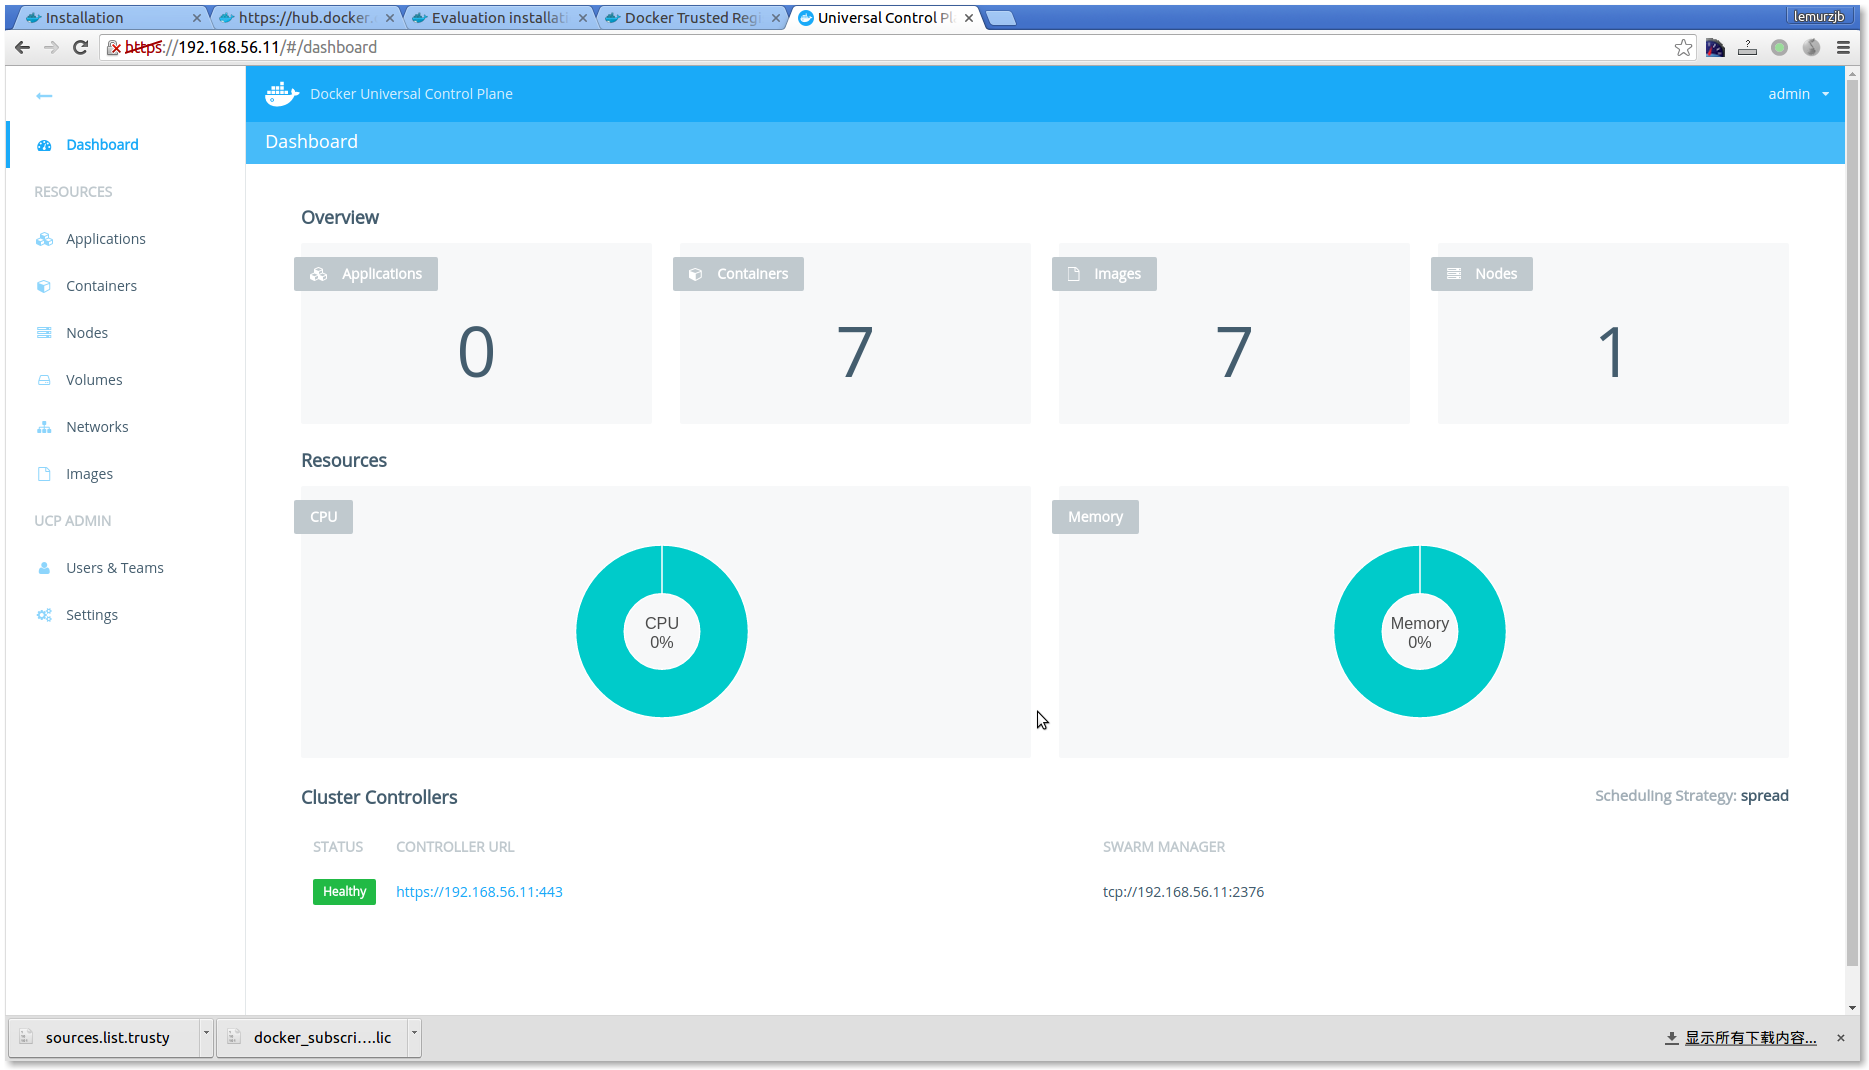 Installation
https://hub.docker.
Evaluation installati
Docker Trusted Reg
Universal Control Pl
lemurzjb
https://192.168.56.11/#/dashboard
Docker Universal Control Plane
admin
Dashboard
Dashboard
RESOURCES
Applications
Containers
Nodes
Volumes
Networks
Images
UCP ADMIN
Users & Teams
Settings
Overview
Applications
0
Containers
7
Images
7
Nodes
1
Resources
CPU
CPU
0%
Memory
Memory
0%
Cluster Controllers
Scheduling Strategy: spread
STATUS CONTROLLER URL SWARM MANAGER
Healthy https://192.168.56.11:443 tcp://192.168.56.11:2376
sources.list.trusty
docker_subscri....lic
显示所有下载内容...